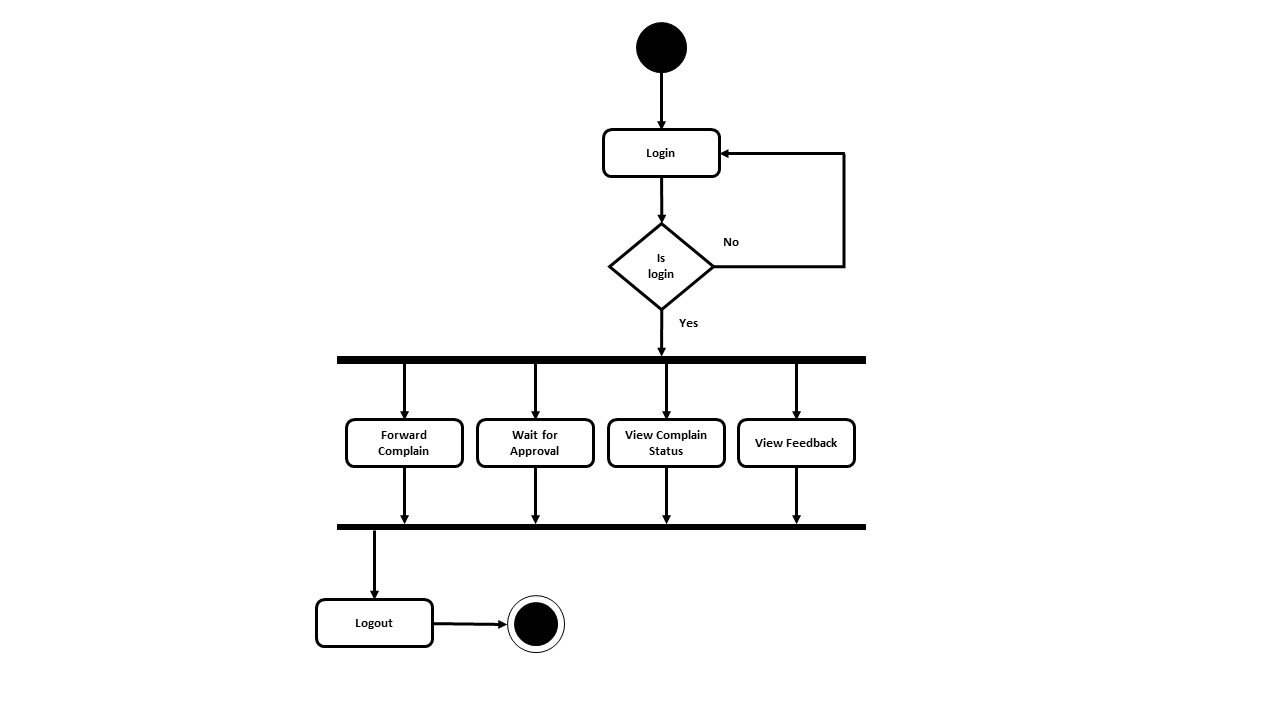 Login
No
Is
login
Yes
Forward
Complain
Wait for
Approval
View Complain
Status
View Feedback
Logout